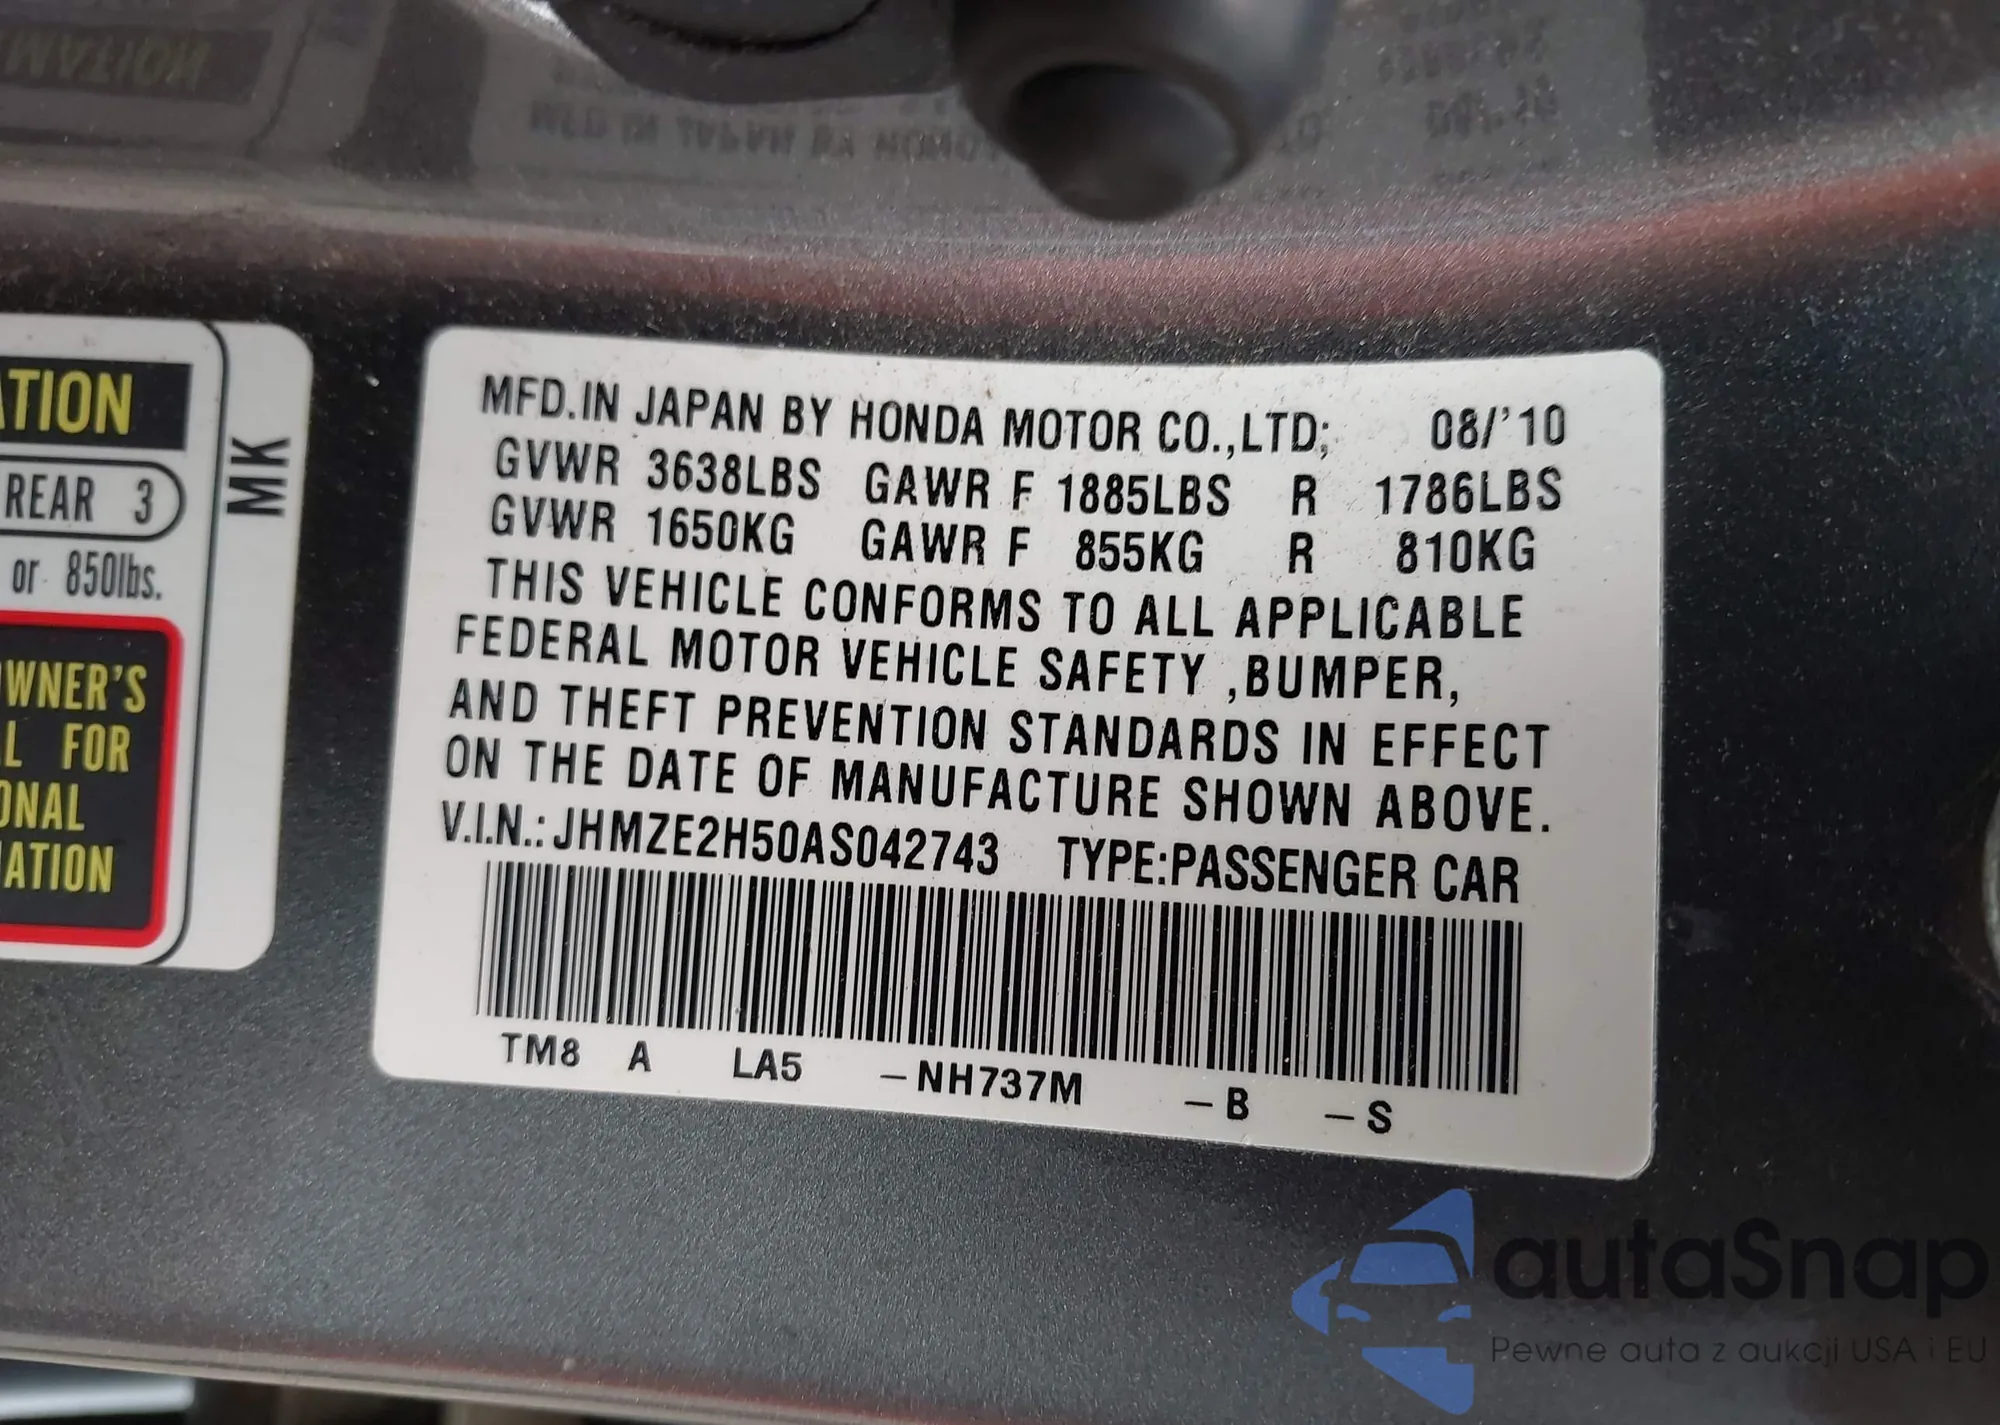 ATION
REAR 3
or 850lbs.
OWNER'S
FOR
ONAL
MATION
MK
MFD.IN JAPAN BY HONDA MOTOR CO.,LTD; 08/'10
GVWR 3638LBS GAWR F 1885LBS R 1786LBS
GVWR 1650KG GAWR F 855KG R 810KG
THIS VEHICLE CONFORMS TO ALL APPLICABLE
FEDERAL MOTOR VEHICLE SAFETY ,BUMPER,
AND THEFT PREVENTION STANDARDS IN EFFECT
ON THE DATE OF MANUFACTURE SHOWN ABOVE.
V.I.N.: JHMZE2H50AS042743 TYPE:PASSENGER CAR
TM8 A LA5 -NH737M -B -S
autaSnap
Pewne auta z aukcji USA i EU